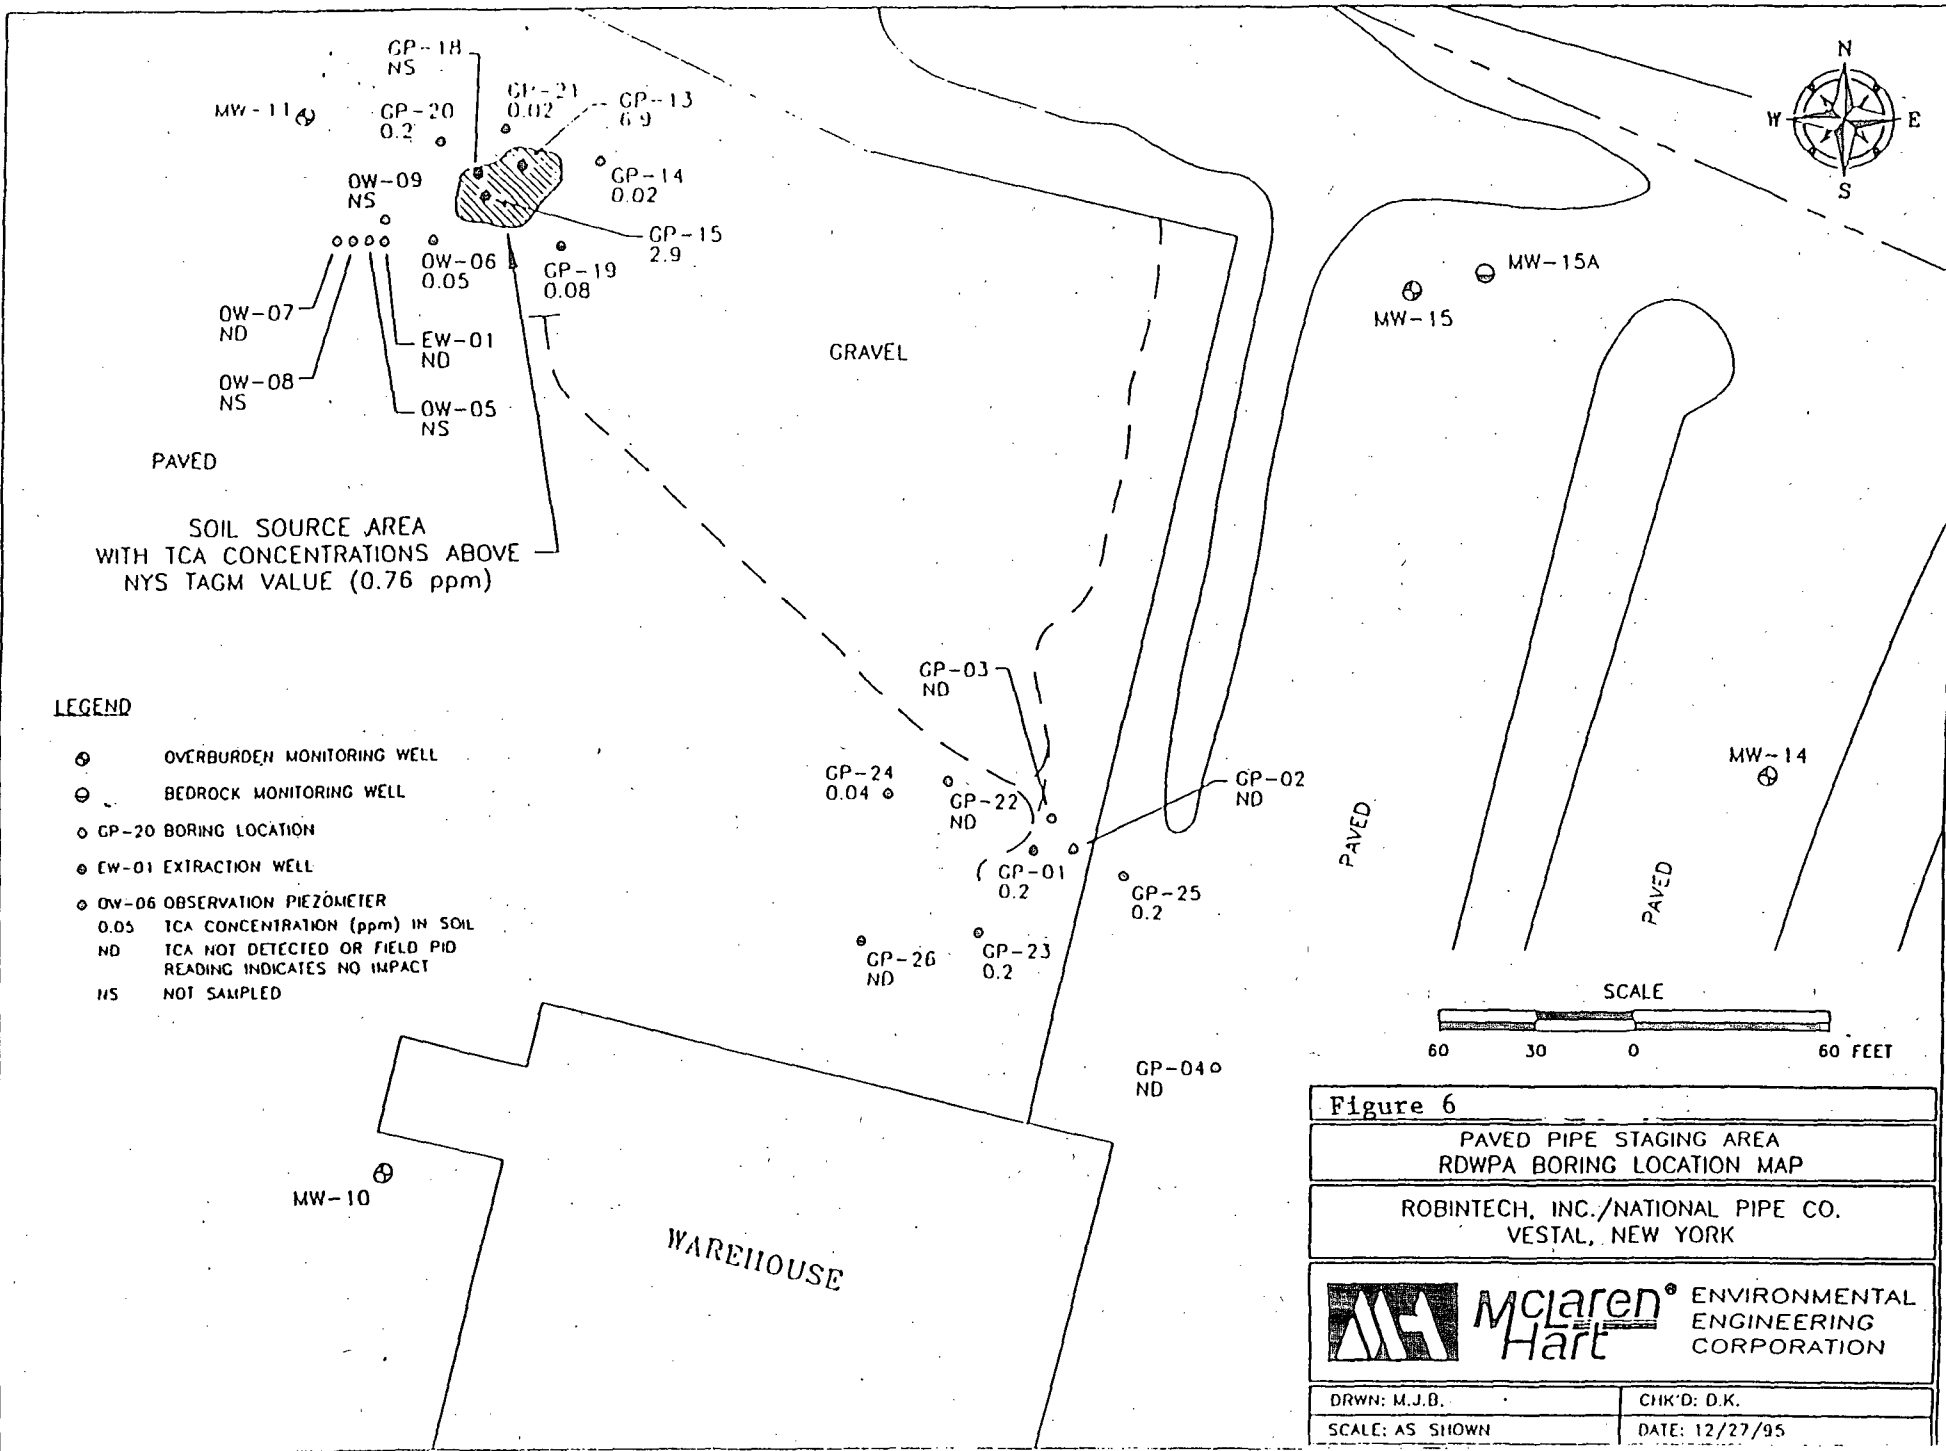 GP-18
NS
MW-11
GP-20
0.2
GP-21
0.02
GP-13
6.9
OW-09
NS
GP-14
0.02
GP-15
2.9
OW-06
0.05
GP-19
0.08
OW-07
ND
EW-01
ND
OW-08
NS
OW-05
NS
PAVED
GRAVEL
N
W
E
S
MW-15A
MW-15
SOIL SOURCE AREA
WITH TCA CONCENTRATIONS ABOVE
NYS TAGM VALUE (0.76 ppm)
GP-03
ND
GP-24
0.04
GP-22
ND
GP-02
ND
GP-01
0.2
GP-25
0.2
GP-26
ND
GP-23
0.2
GP-04
ND
MW-14
PAVED
PAVED
LEGEND
OVERBURDEN MONITORING WELL
BEDROCK MONITORING WELL
GP-20 BORING LOCATION
EW-01 EXTRACTION WELL
OW-06 OBSERVATION PIEZOMETER
0.05 TCA CONCENTRATION (ppm) IN SOIL
ND TCA NOT DETECTED OR FIELD PID
READING INDICATES NO IMPACT
NS NOT SAMPLED
MW-10
WAREHOUSE
SCALE
60 30 0 60 FEET
Figure 6
PAVED PIPE STAGING AREA
RDWPA BORING LOCATION MAP
ROBINTECH, INC./NATIONAL PIPE CO.
VESTAL, NEW YORK
McLaren
Hart
ENVIRONMENTAL
ENGINEERING
CORPORATION
DRWN: M.J.B.
CHK'D: D.K.
SCALE: AS SHOWN
DATE: 12/27/95